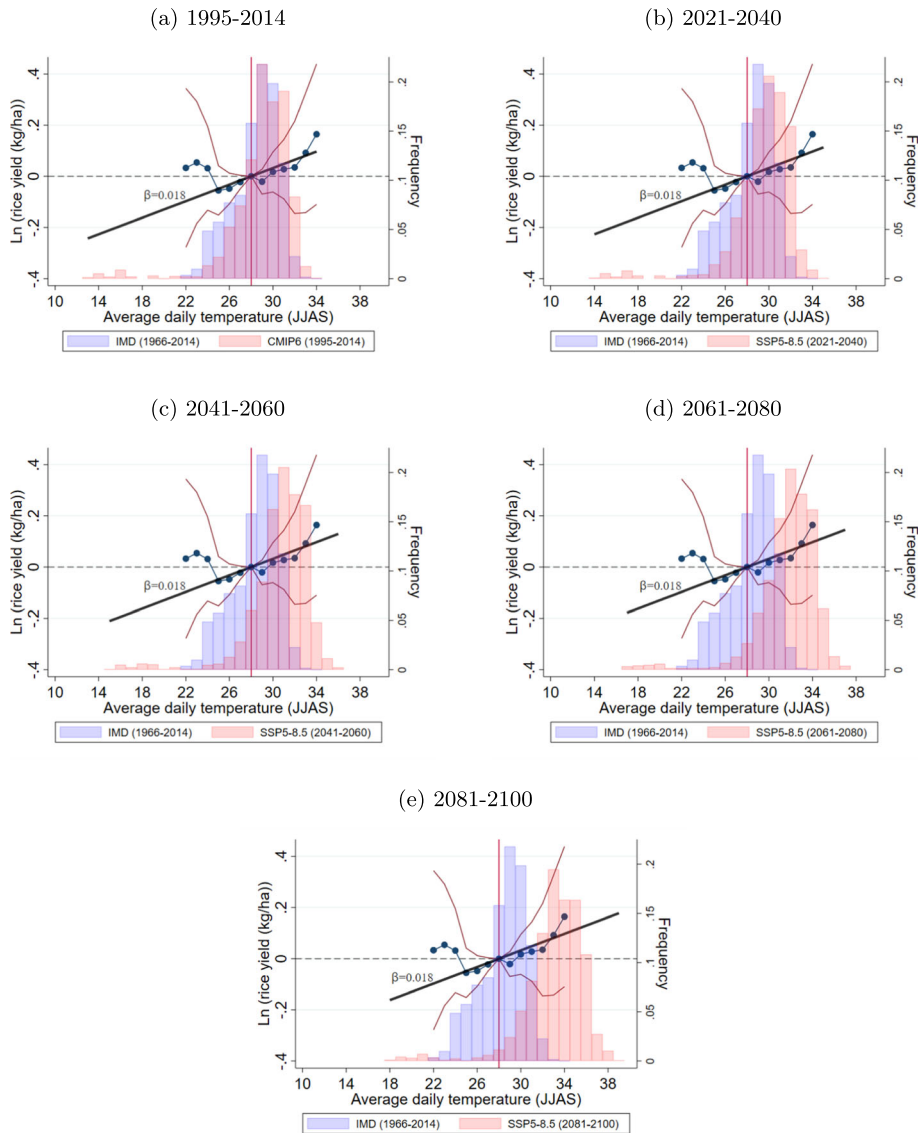 (a) 1995-2014
Ln (rice yield (kg/ha))
.4
.2
0
-.2
-.4
β=0.018
.2
.15
.1
.05
0
Frequency
10 14 18 22 26 30 34 38
Average daily temperature (JJAS)
IMD (1966-2014) CMIP6 (1995-2014)
(b) 2021-2040
Ln (rice yield (kg/ha))
.4
.2
0
-.2
-.4
β=0.018
.2
.15
.1
.05
0
Frequency
10 14 18 22 26 30 34 38
Average daily temperature (JJAS)
IMD (1966-2014) SSP5-8.5 (2021-2040)
(c) 2041-2060
Ln (rice yield (kg/ha))
.4
.2
0
-.2
-.4
β=0.018
.2
.15
.1
.05
0
Frequency
10 14 18 22 26 30 34 38
Average daily temperature (JJAS)
IMD (1966-2014) SSP5-8.5 (2041-2060)
(d) 2061-2080
Ln (rice yield (kg/ha))
.4
.2
0
-.2
-.4
β=0.018
.2
.15
.1
.05
0
Frequency
10 14 18 22 26 30 34 38
Average daily temperature (JJAS)
IMD (1966-2014) SSP5-8.5 (2061-2080)
(e) 2081-2100
Ln (rice yield (kg/ha))
.4
.2
0
-.2
-.4
β=0.018
.2
.15
.1
.05
0
Frequency
10 14 18 22 26 30 34 38
Average daily temperature (JJAS)
IMD (1966-2014) SSP5-8.5 (2081-2100)